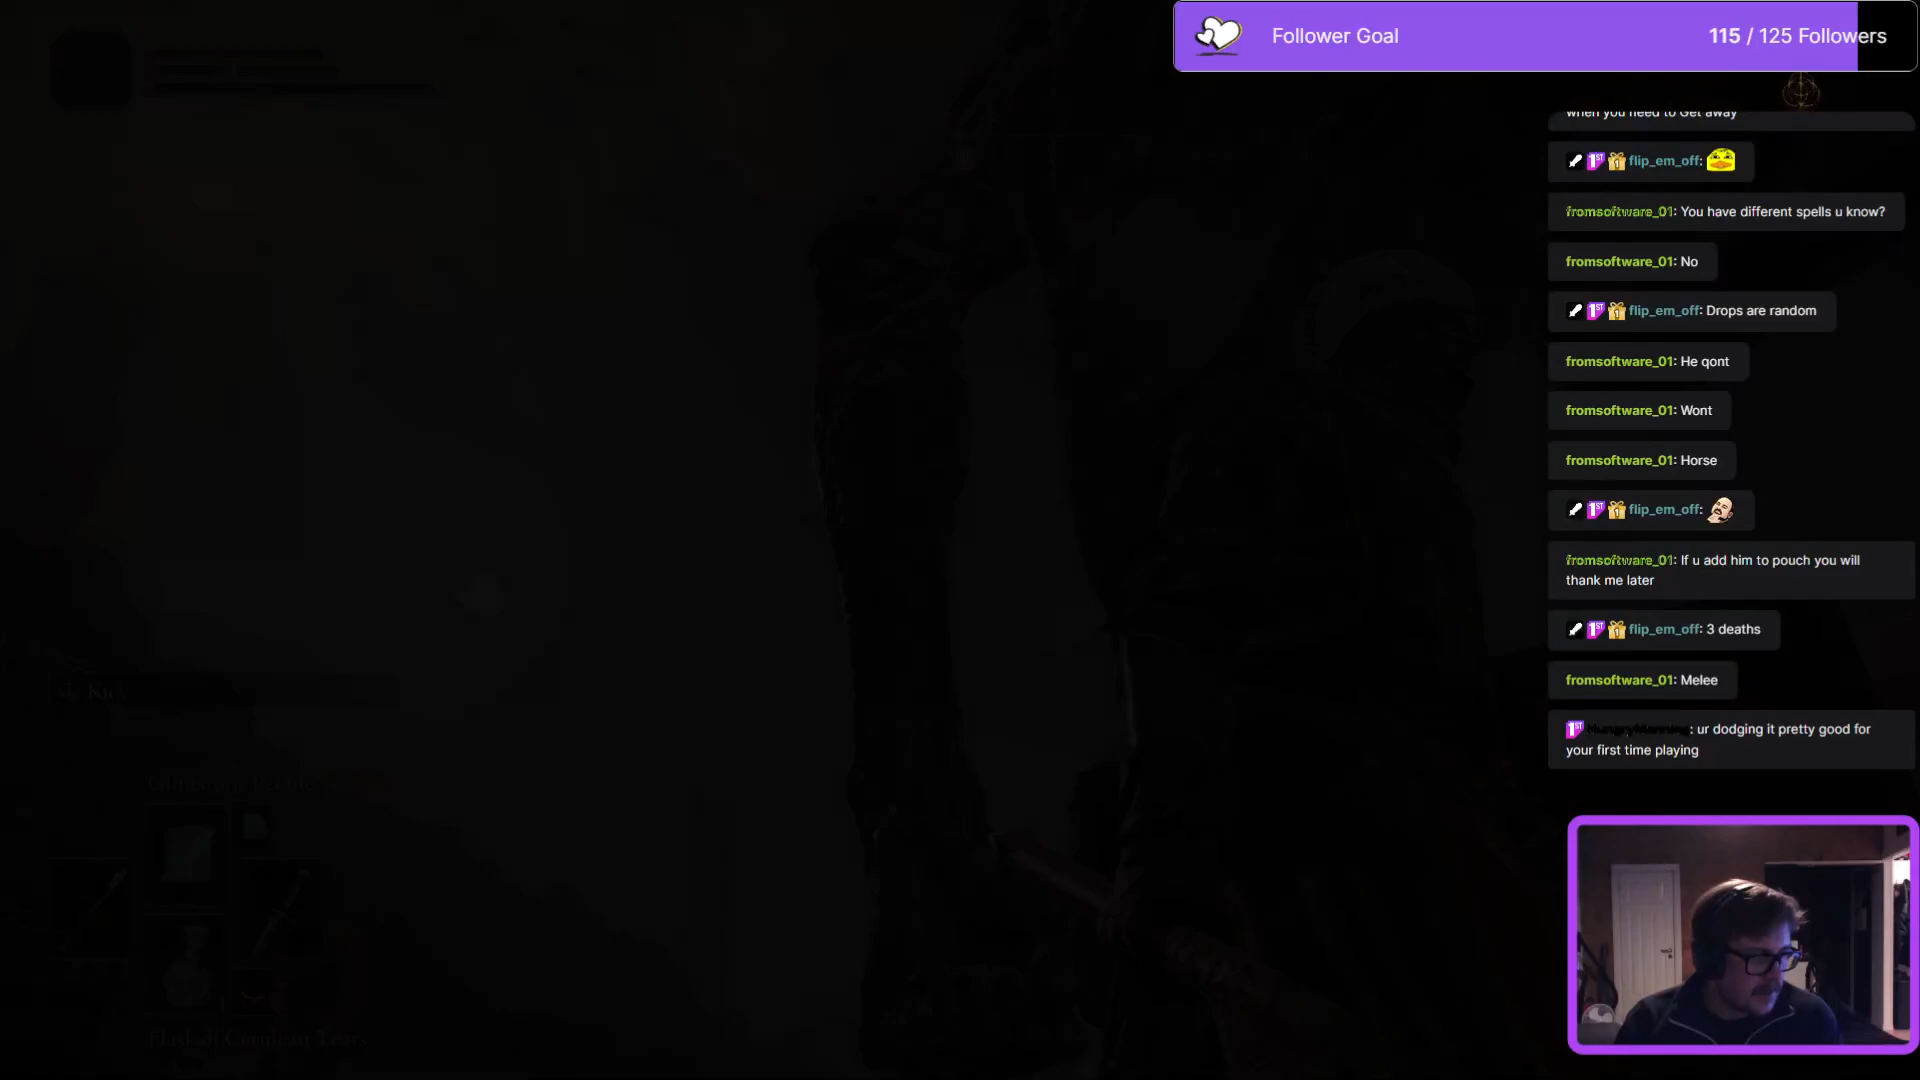 Follower Goal
115 / 125 Followers
when you need to Get away
flip_em_off:
fromsoftware_01: You have different spells u know?
fromsoftware_01: No
flip_em_off: Drops are random
fromsoftware_01: He qont
fromsoftware_01: Wont
fromsoftware_01: Horse
flip_em_off:
fromsoftware_01: If u add him to pouch you will
thank me later
flip_em_off: 3 deaths
fromsoftware_01: Melee
: ur dodging it pretty good for
your first time playing
Kick
Glintstone Pebble
Flask of Cerulean Tears